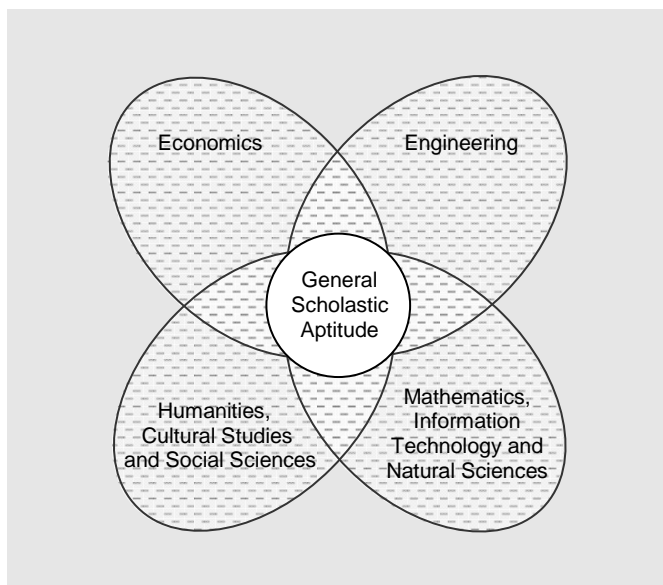 Economics
Engineering
General
Scholastic
Aptitude
Humanities,
Cultural Studies
and Social Sciences
Mathematics,
Information
Technology and
Natural Sciences